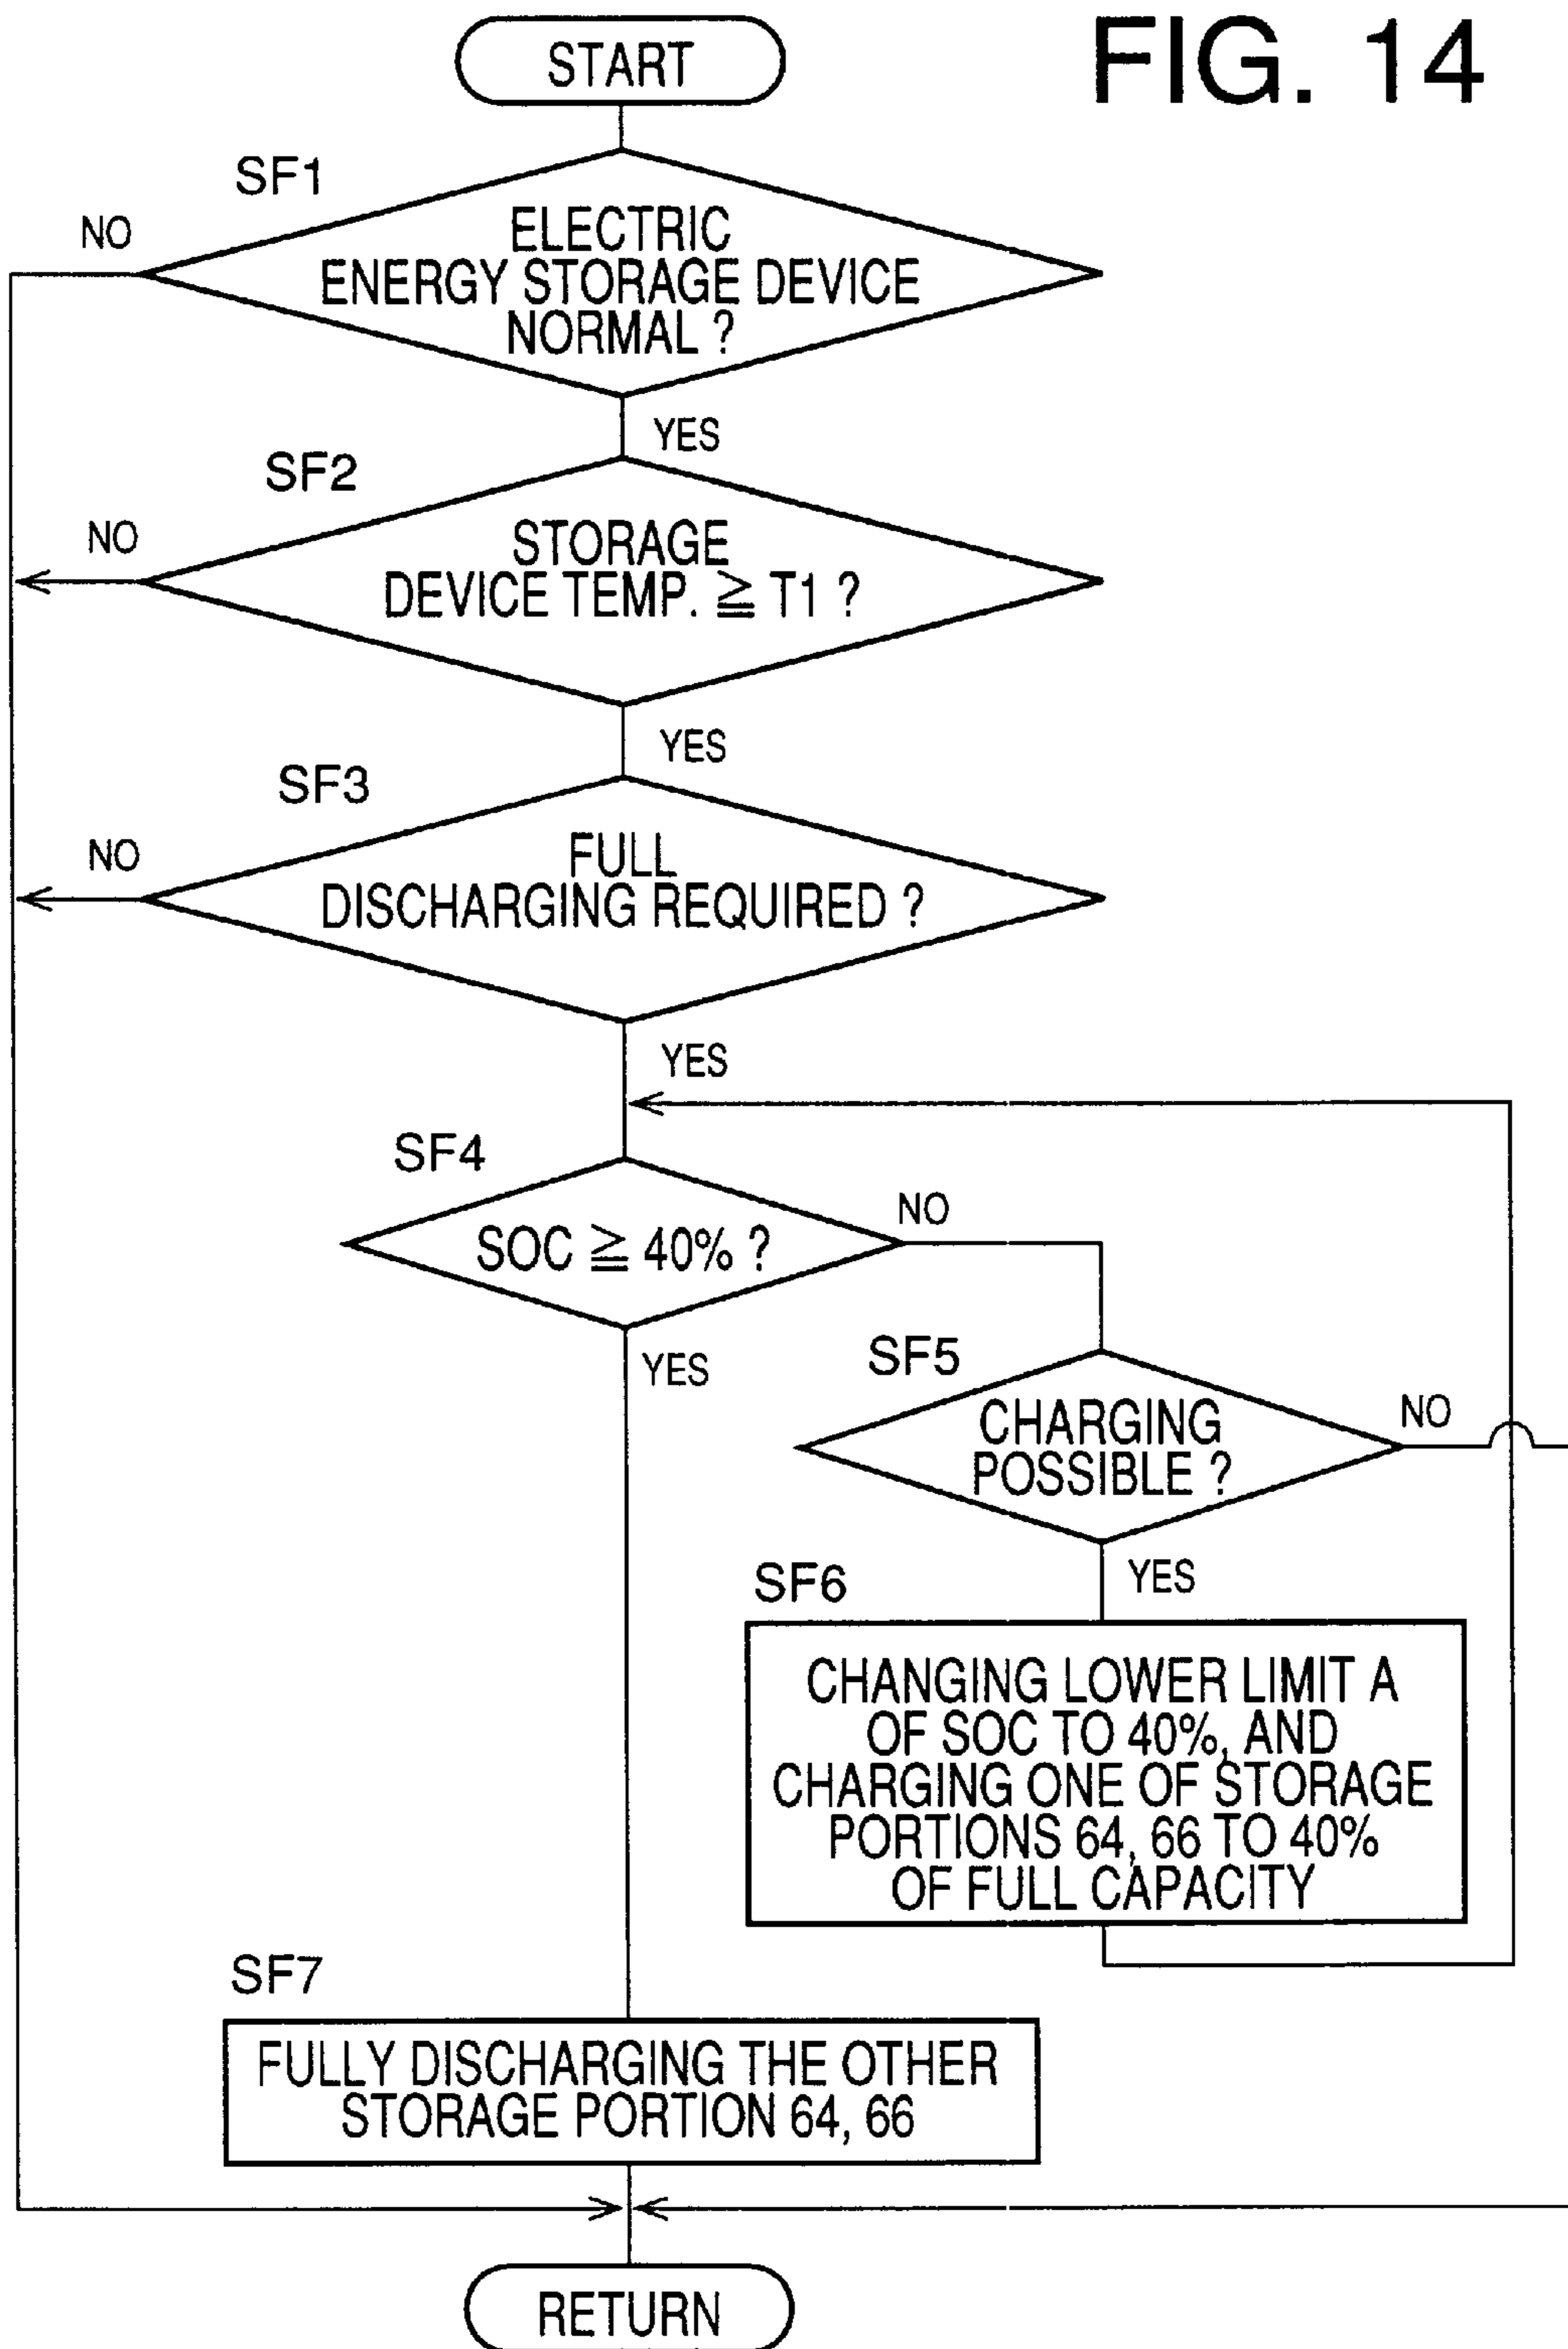 FIG. 14
START
SF1
NO
ELECTRIC
ENERGY STORAGE DEVICE
NORMAL ?
YES
SF2
NO
STORAGE
DEVICE TEMP. ≧ T1 ?
YES
SF3
NO
FULL
DISCHARGING REQUIRED ?
YES
SF4
SOC ≧ 40% ?
NO
YES
SF5
CHARGING
POSSIBLE ?
NO
YES
SF6
CHANGING LOWER LIMIT A
OF SOC TO 40%, AND
CHARGING ONE OF STORAGE
PORTIONS 64, 66 TO 40%
OF FULL CAPACITY
SF7
FULLY DISCHARGING THE OTHER
STORAGE PORTION 64, 66
RETURN